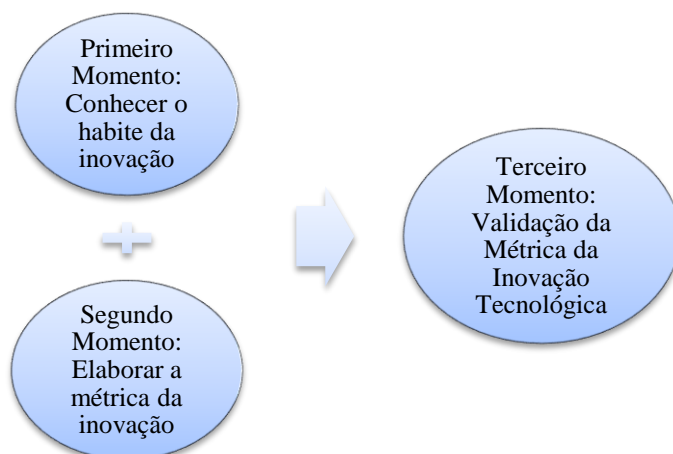 Primeiro
Momento:
Conhecer o
habite da
inovação
Segundo
Momento:
Elaborar a
métrica da
inovação
Terceiro
Momento:
Validação da
Métrica da
Inovação
Tecnológica